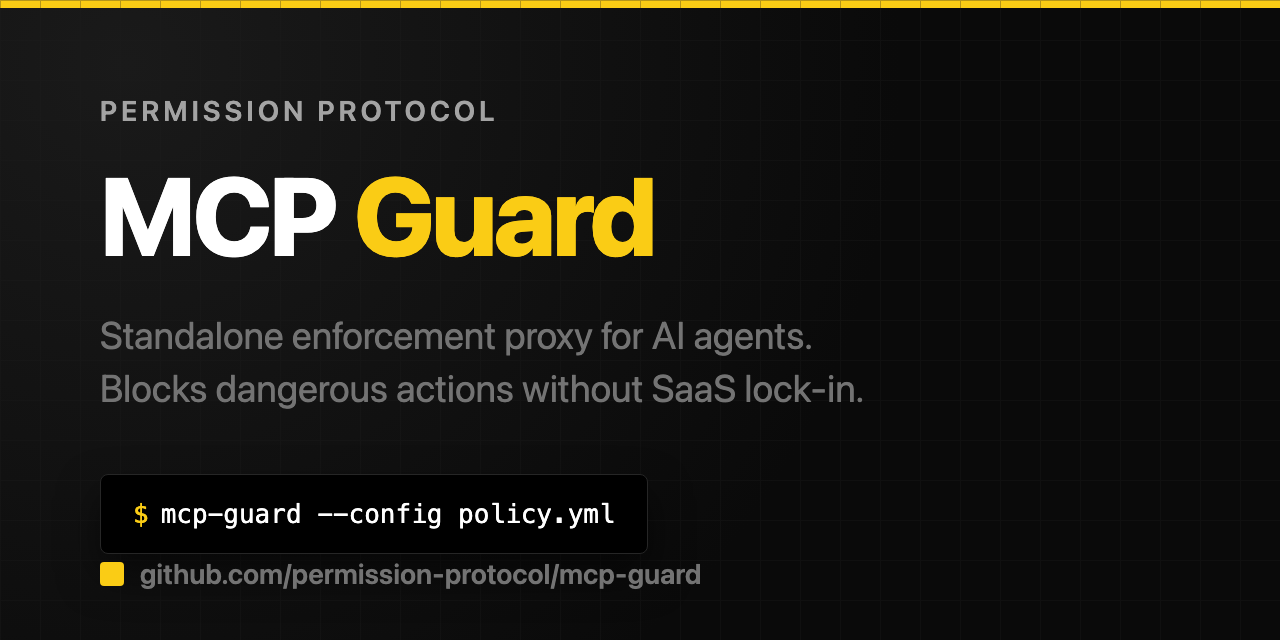 PERMISSION PROTOCOL
MCP Guard
Standalone enforcement proxy for AI agents.
Blocks dangerous actions without SaaS lock-in.
$ mcp-guard --config policy.yml
github.com/permission-protocol/mcp-guard